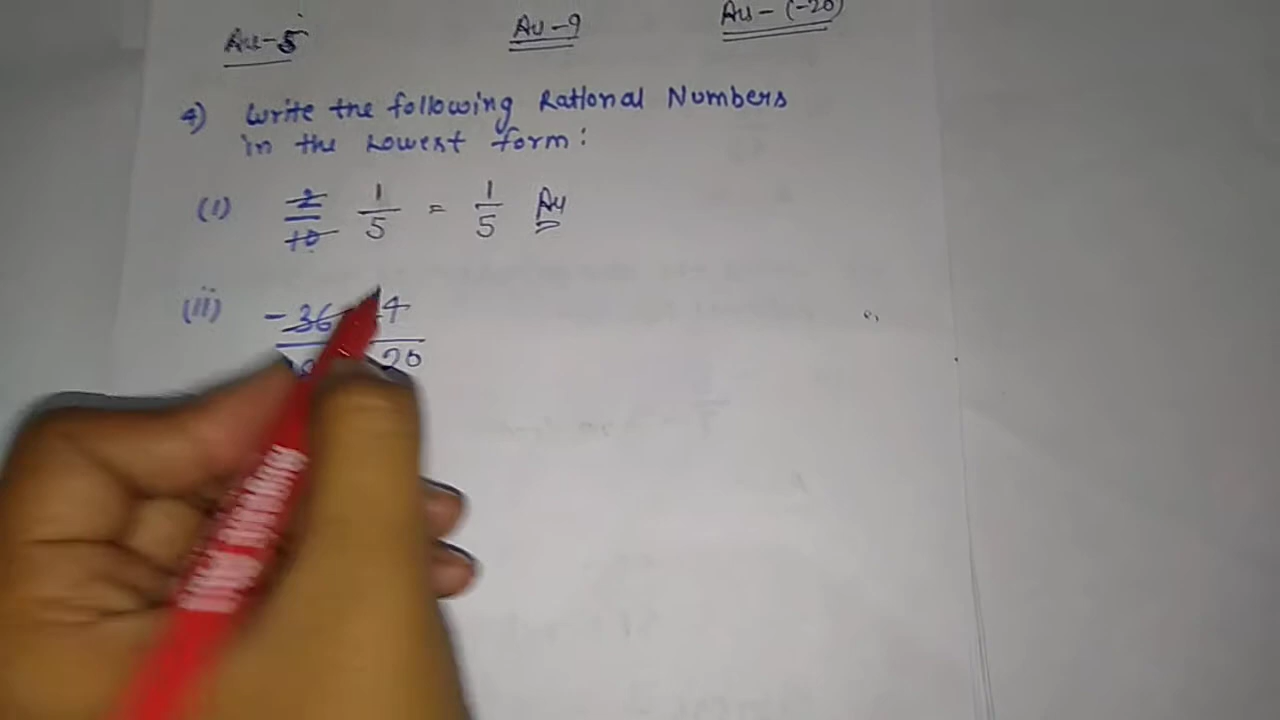 Au-5 Au-9 Au-(-20)
4) Write the following Rational Numbers
in the Lowest form:
(i) 2/10 1/5 = 1/5 Au
(ii) -36 4
20